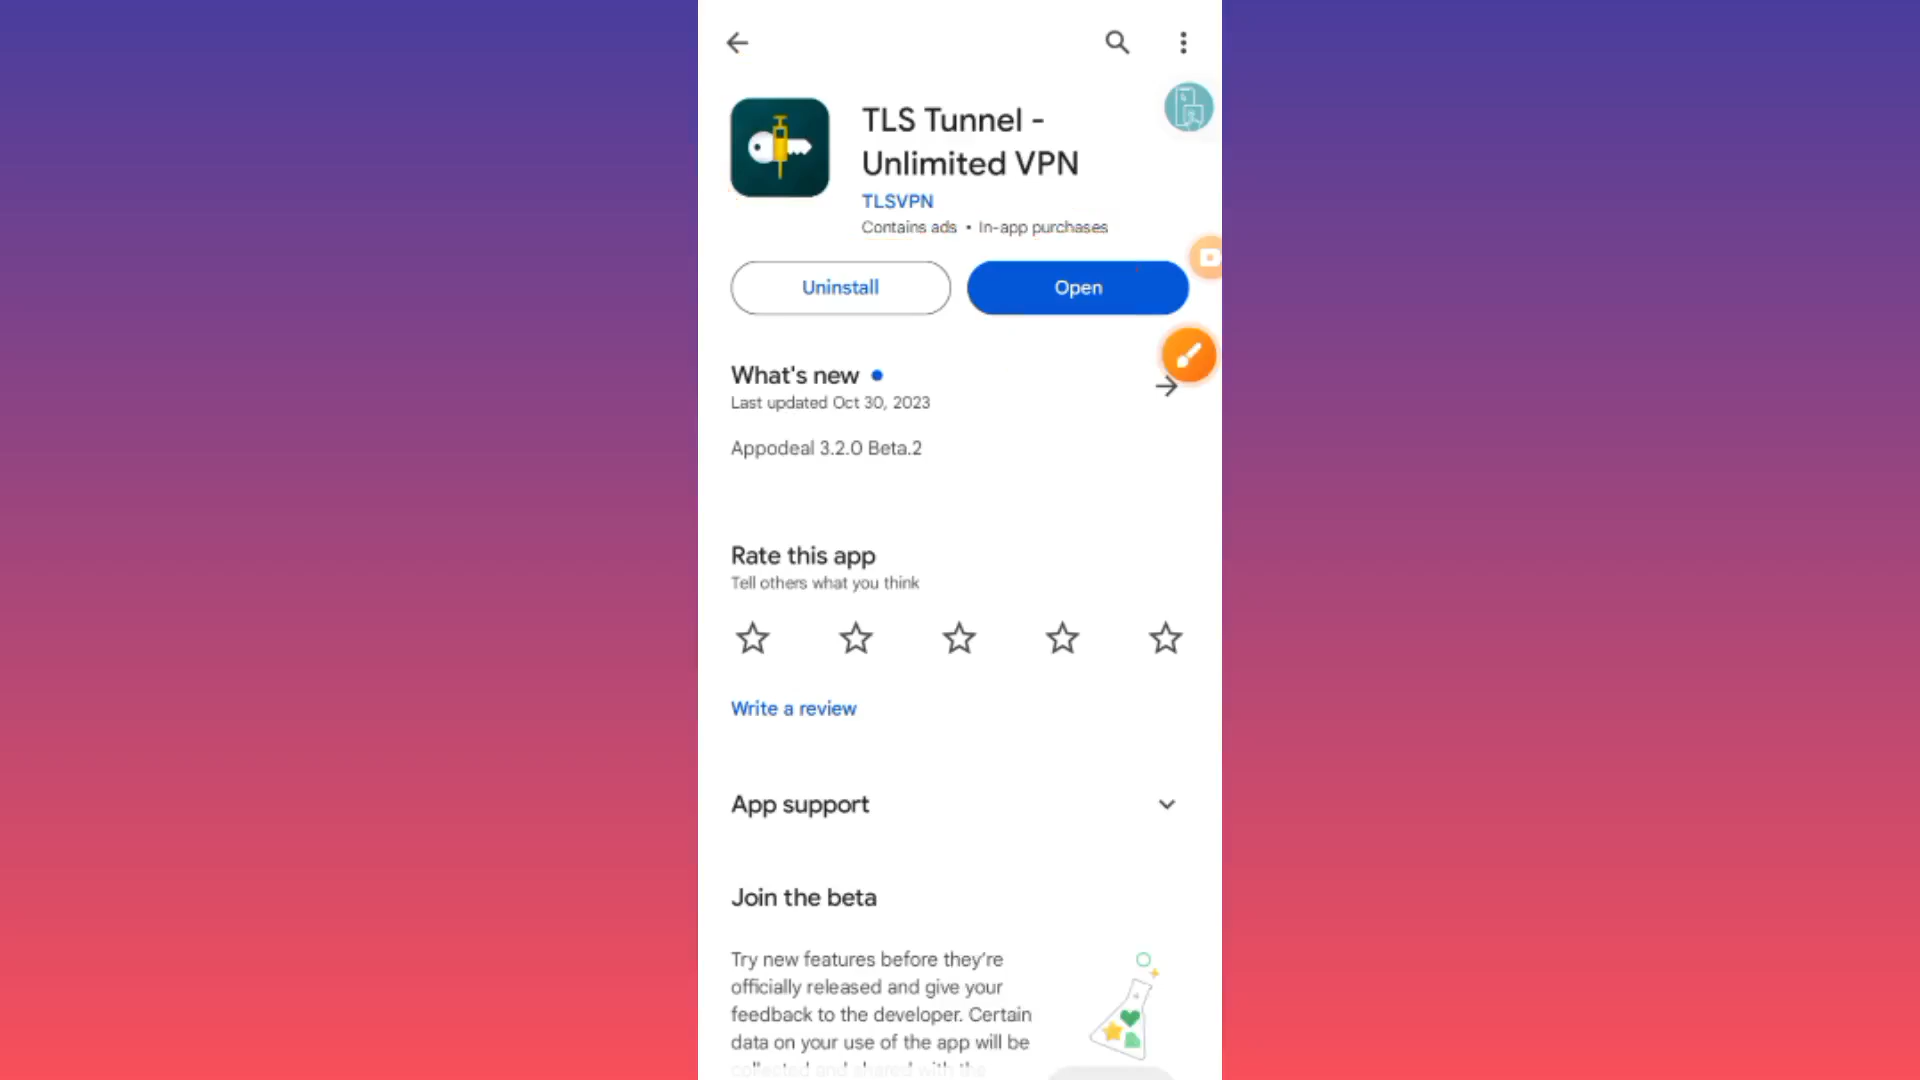 TLS Tunnel -
Unlimited VPN
TLSVPN
Contains ads • In-app purchases
Uninstall
Open
What's new
Last updated Oct 30, 2023
Appodeal 3.2.0 Beta.2
Rate this app
Tell others what you think
Write a review
App support
Join the beta
Try new features before they're
officially released and give your
feedback to the developer. Certain
data on your use of the app will be
collected and shared with the